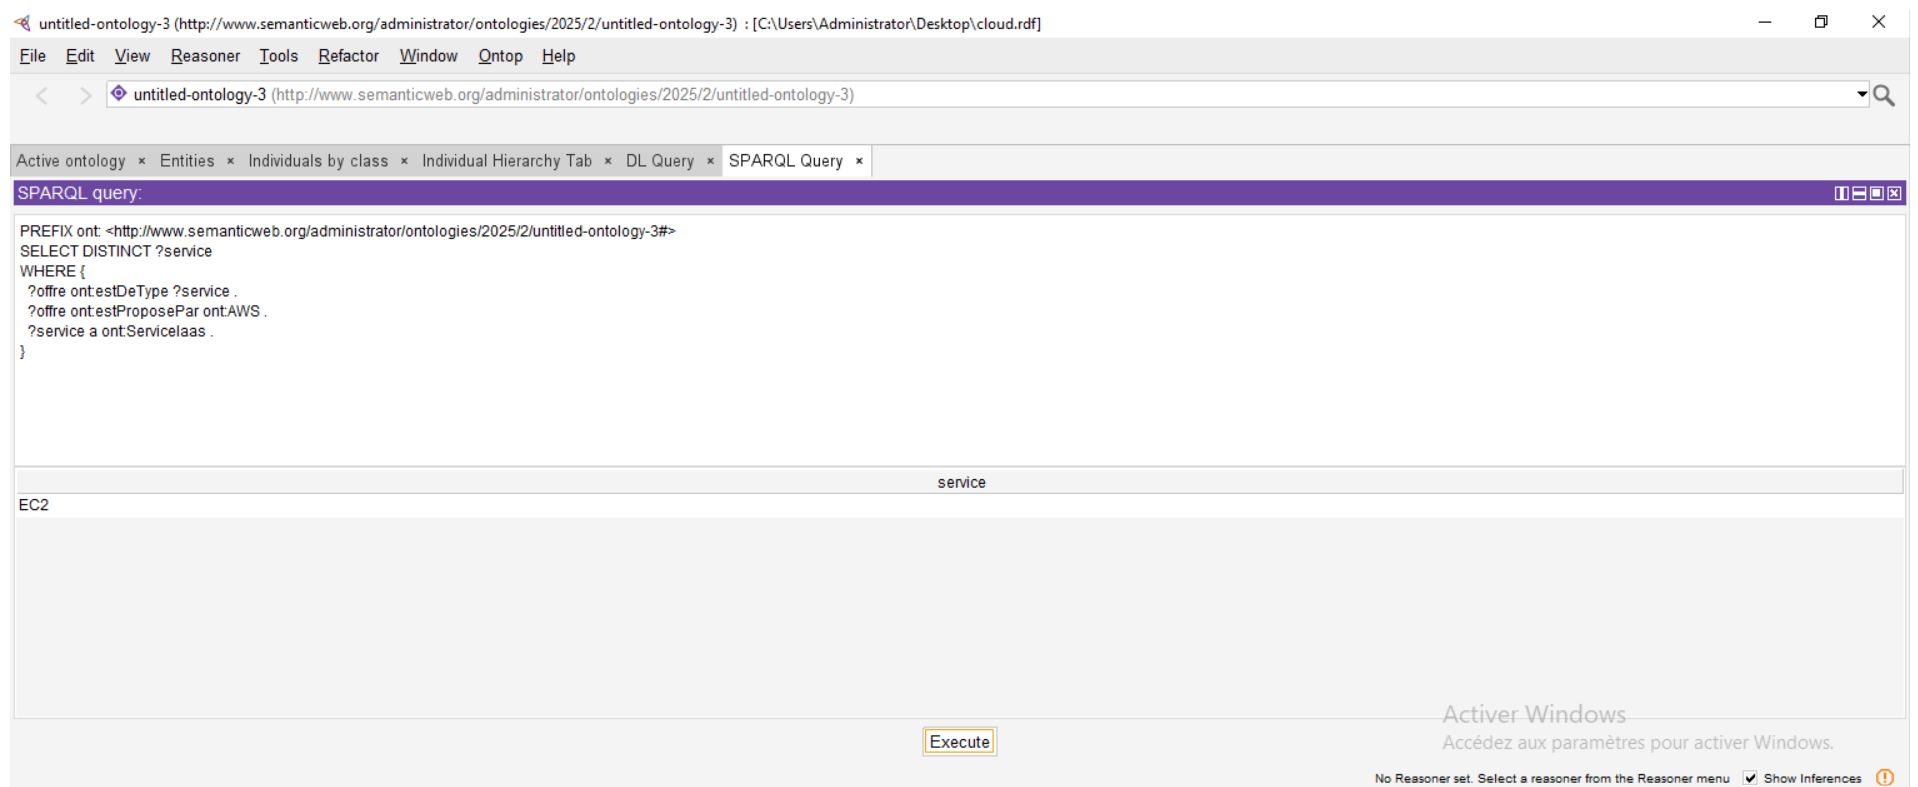 untitled-ontology-3 (http://www.semanticweb.org/administrator/ontologies/2025/2/untitled-ontology-3) : [C:\Users\Administrator\Desktop\cloud.rdf]
File Edit View Reasoner Tools Refactor Window Ontop Help
untitled-ontology-3 (http://www.semanticweb.org/administrator/ontologies/2025/2/untitled-ontology-3)
Active ontology × Entities × Individuals by class × Individual Hierarchy Tab × DL Query × SPARQL Query ×
SPARQL query:
PREFIX ont: <http://www.semanticweb.org/administrator/ontologies/2025/2/untitled-ontology-3#>
SELECT DISTINCT ?service
WHERE {
?offre ont:estDeType ?service .
?offre ont:estProposePar ont:AWS .
?service a ont:ServiceIaas .
}
service
EC2
Execute
Activer Windows
Accédez aux paramètres pour activer Windows.
No Reasoner set. Select a reasoner from the Reasoner menu Show Inferences